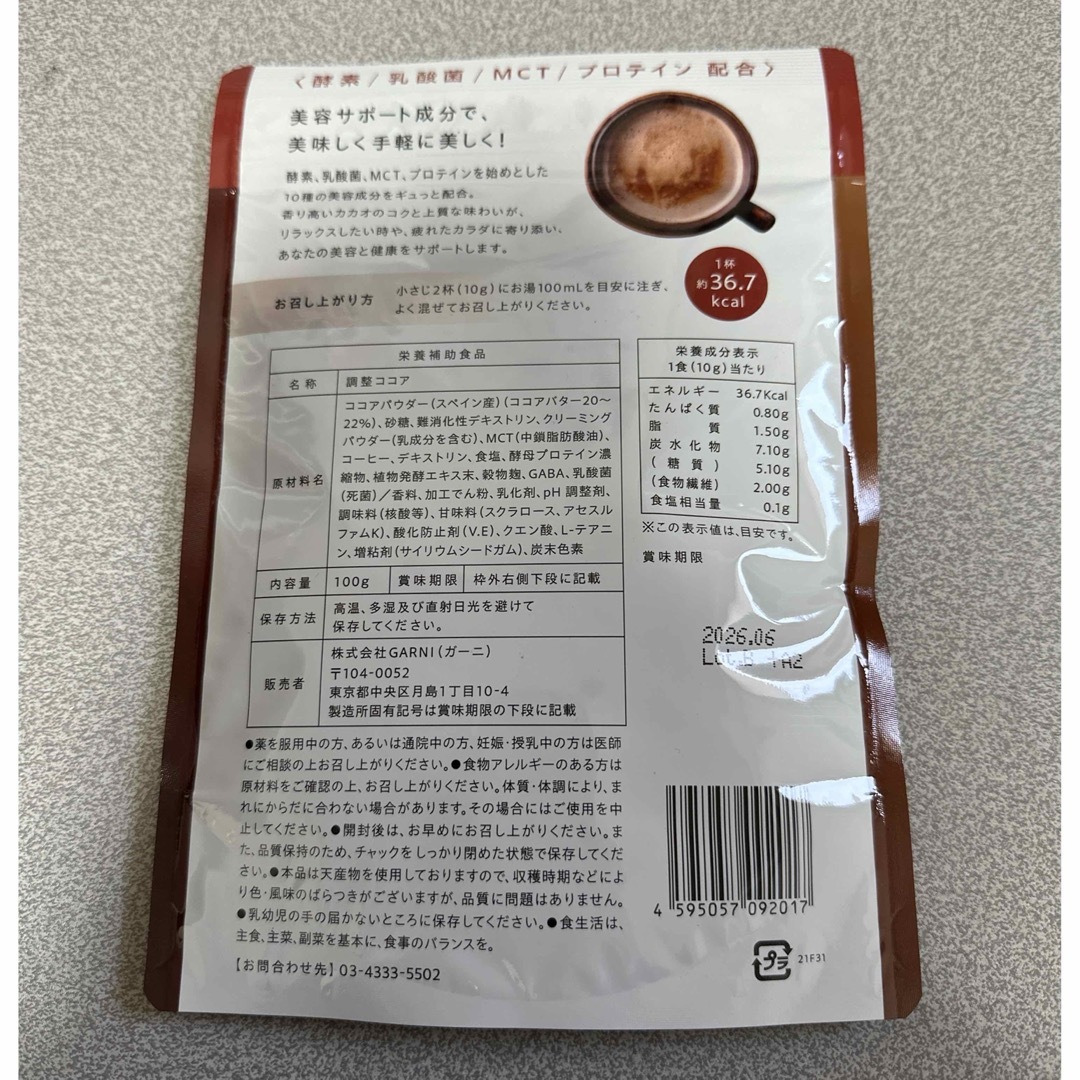 〈酵素/乳酸菌/MCT/プロテイン 配合〉
美容サポート成分で、
美味しく手軽に美しく!
酵素、乳酸菌、MCT、プロテインを始めとした
10種の美容成分をギュっと配合。
香り高いカカオのコクと上質な味わいが、
リラックスしたい時や、疲れたカラダに寄り添い、
あなたの美容と健康をサポートします。
1杯
約36.7
kcal
お召し上がり方
小さじ2杯(10g)にお湯100mLを目安に注ぎ、
よく混ぜてお召し上がりください。
栄養補助食品
名称 調整ココア
原材料名
ココアパウダー(スペイン産)(ココアバター20〜
22%)、砂糖、難消化性デキストリン、クリーミング
パウダー(乳成分を含む)、MCT(中鎖脂肪酸油)、
コーヒー、デキストリン、食塩、酵母プロテイン濃
縮物、植物発酵エキス末、穀物麹、GABA、乳酸菌
(死菌)/香料、加工でん粉、乳化剤、pH調整剤、
調味料(核酸等)、甘味料(スクラロース、アセスル
ファムK)、酸化防止剤(V.E)、クエン酸、L-テアニ
ン、増粘剤(サイリウムシードガム)、炭末色素
内容量 100g 賞味期限 枠外右側下段に記載
保存方法
高温、多湿及び直射日光を避けて
保存してください。
販売者
株式会社GARNI(ガーニ)
〒104-0052
東京都中央区月島1丁目10-4
製造所固有記号は賞味期限の下段に記載
栄養成分表示
1食(10g)当たり
エネルギー 36.7Kcal
たんぱく質 0.80g
脂質 1.50g
炭水化物 7.10g
(糖質) 5.10g
(食物繊維) 2.00g
食塩相当量 0.1g
※この表示値は、目安です。
賞味期限
2026.06
Lot.B 1A2
●薬を服用中の方、あるいは通院中の方、妊娠・授乳中の方は医師
にご相談の上お召し上がりください。●食物アレルギーのある方は
原材料をご確認の上、お召し上がりください。体質・体調により、ま
れにからだに合わない場合があります。その場合にはご使用を中
止してください。●開封後は、お早めにお召し上がりください。ま
た、品質保持のため、チャックをしっかり閉めた状態で保存してくださ
い。●本品は天産物を使用しておりますので、収穫時期などによ
り色・風味のばらつきがございますが、品質に問題はありません。
●乳幼児の手の届かないところに保存してください。●食生活は、
主食、主菜、副菜を基本に、食事のバランスを。
【お問合わせ先】03-4333-5502
4 595057 092017
プラ
21F31